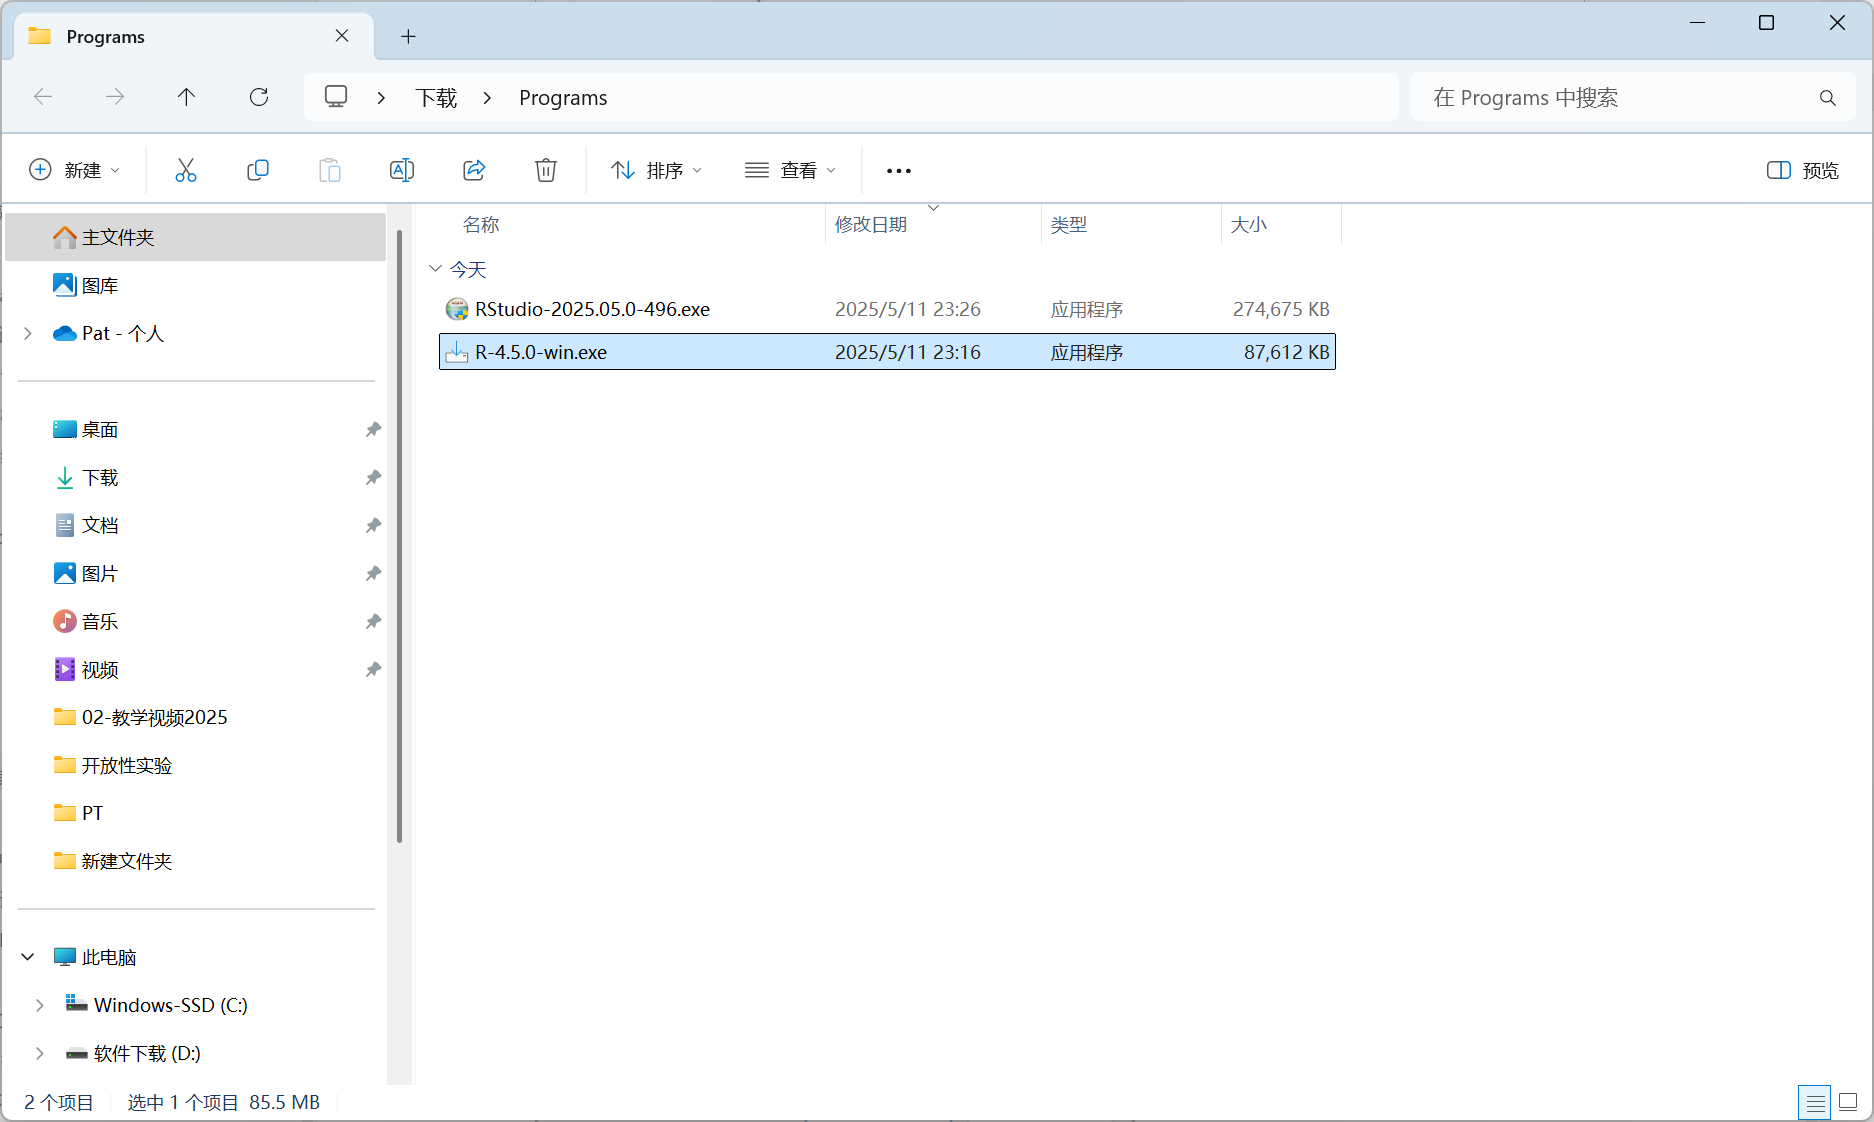 Programs
下载
Programs
在 Programs 中搜索
新建
排序
查看
预览
名称
修改日期
类型
大小
今天
RStudio-2025.05.0-496.exe 2025/5/11 23:26 应用程序 274,675 KB
R-4.5.0-win.exe 2025/5/11 23:16 应用程序 87,612 KB
主文件夹
图库
Pat - 个人
桌面
下载
文档
图片
音乐
视频
02-教学视频2025
开放性实验
PT
新建文件夹
此电脑
Windows-SSD (C:)
软件下载 (D:)
2 个项目
选中 1 个项目 85.5 MB